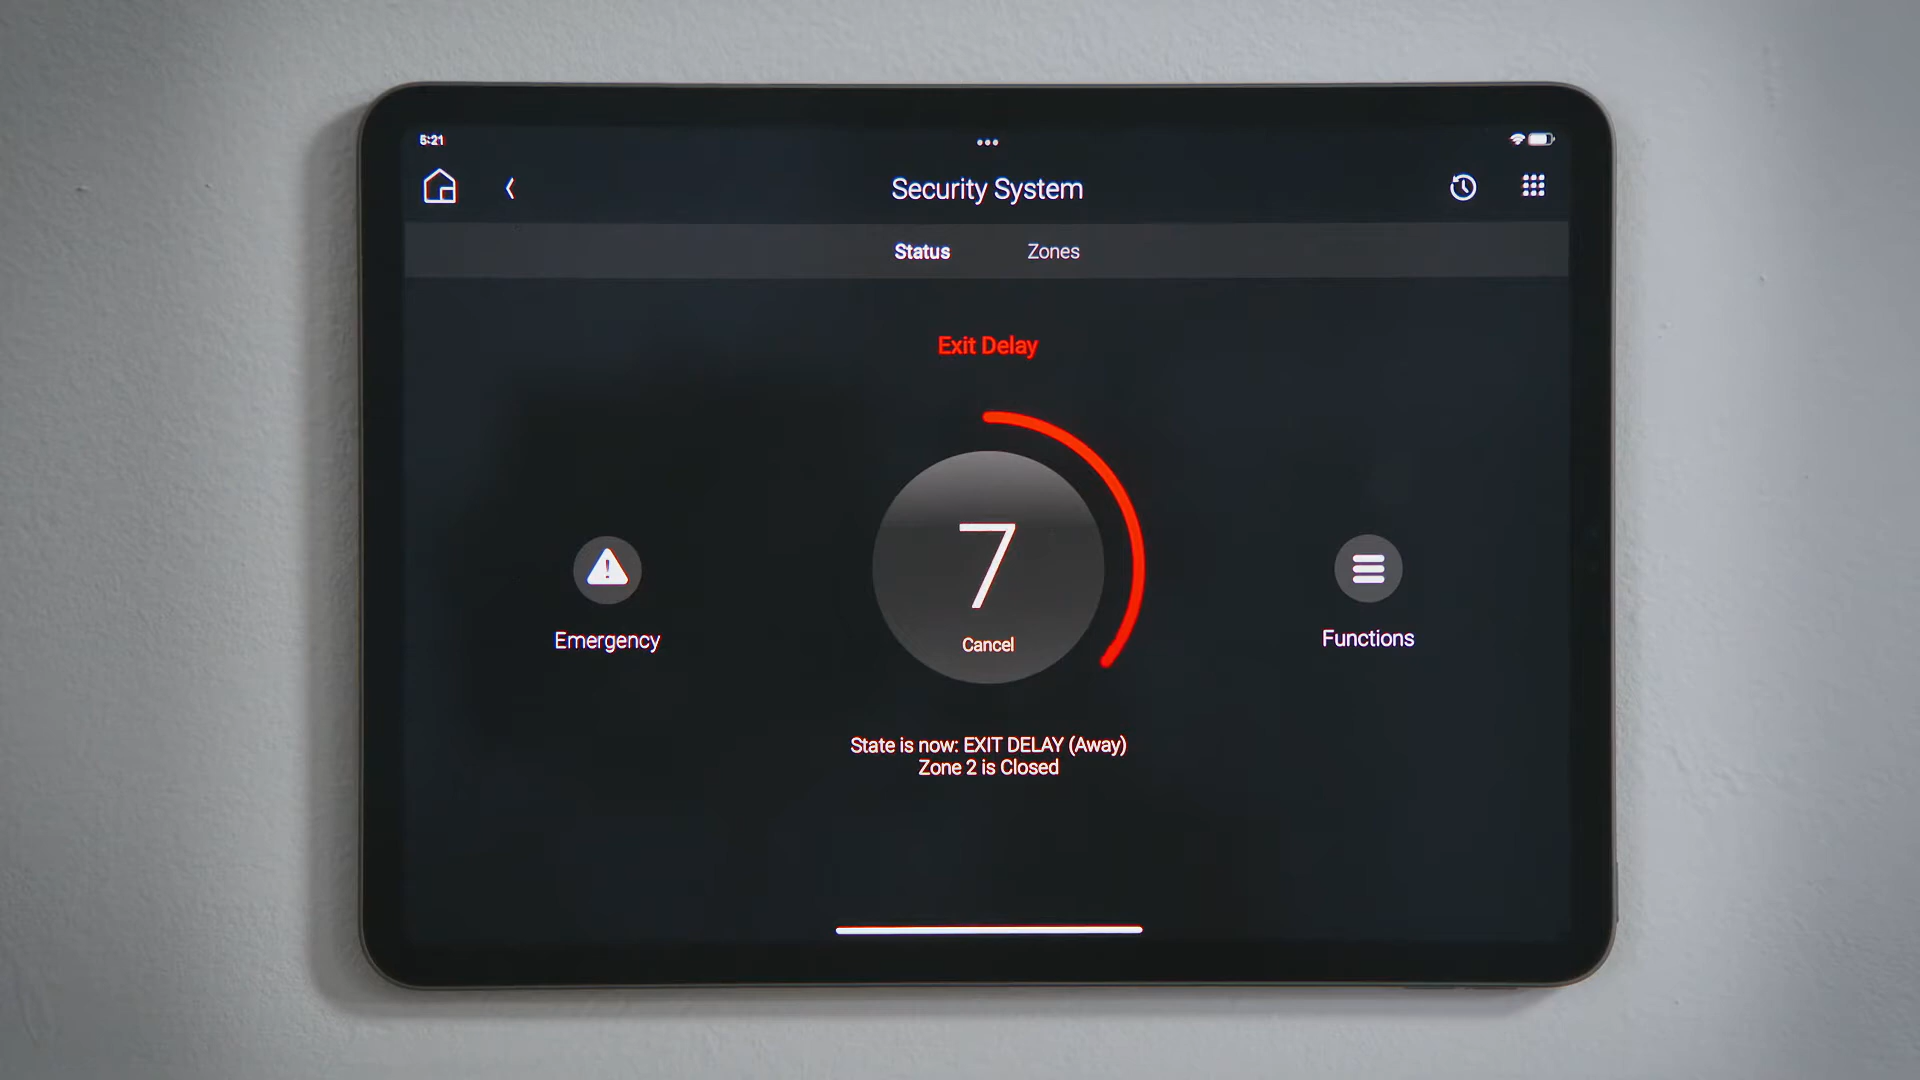 5:21
Security System
Status Zones
Exit Delay
7
Cancel
Emergency
Functions
State is now: EXIT DELAY (Away)
Zone 2 is Closed